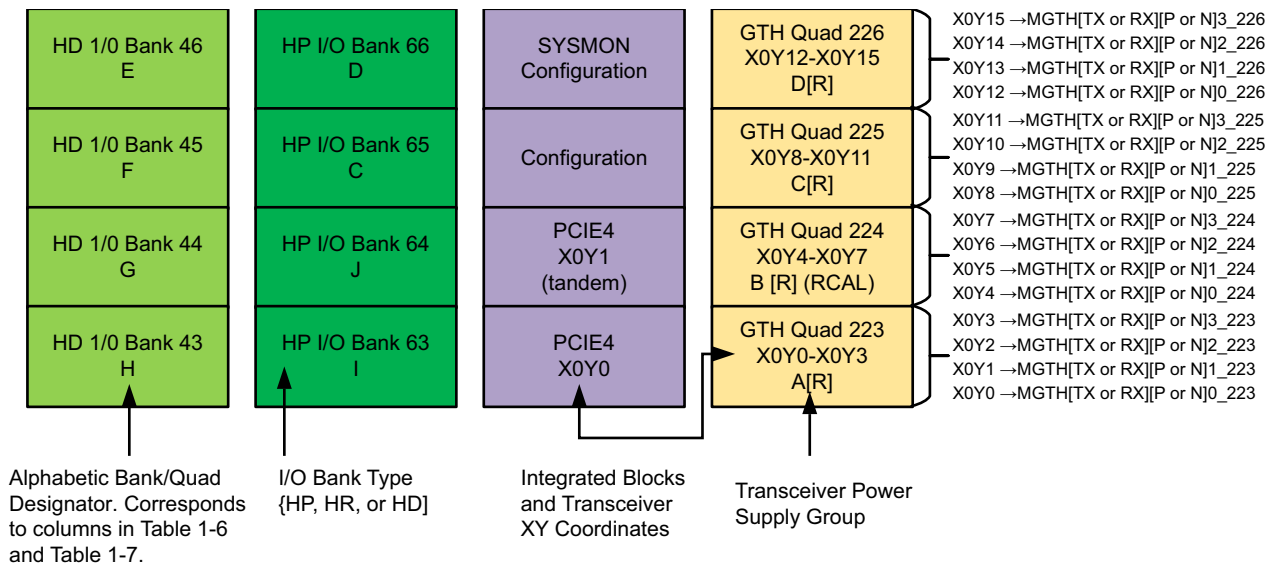 HD 1/0 Bank 46
E
HP I/O Bank 66
D
SYSMON
Configuration
GTH Quad 226
X0Y12-X0Y15
D[R]
X0Y15 →MGTH[TX or RX][P or N]3_226
X0Y14 →MGTH[TX or RX][P or N]2_226
X0Y13 →MGTH[TX or RX][P or N]1_226
X0Y12 →MGTH[TX or RX][P or N]0_226
HD 1/0 Bank 45
F
HP I/O Bank 65
C
Configuration
GTH Quad 225
X0Y8-X0Y11
C[R]
X0Y11 →MGTH[TX or RX][P or N]3_225
X0Y10 →MGTH[TX or RX][P or N]2_225
X0Y9 →MGTH[TX or RX][P or N]1_225
X0Y8 →MGTH[TX or RX][P or N]0_225
HD 1/0 Bank 44
G
HP I/O Bank 64
J
PCIE4
X0Y1
(tandem)
GTH Quad 224
X0Y4-X0Y7
B [R] (RCAL)
X0Y7 →MGTH[TX or RX][P or N]3_224
X0Y6 →MGTH[TX or RX][P or N]2_224
X0Y5 →MGTH[TX or RX][P or N]1_224
X0Y4 →MGTH[TX or RX][P or N]0_224
HD 1/0 Bank 43
H
HP I/O Bank 63
I
PCIE4
X0Y0
GTH Quad 223
X0Y0-X0Y3
A[R]
X0Y3 →MGTH[TX or RX][P or N]3_223
X0Y2 →MGTH[TX or RX][P or N]2_223
X0Y1 →MGTH[TX or RX][P or N]1_223
X0Y0 →MGTH[TX or RX][P or N]0_223
Alphabetic Bank/Quad
Designator. Corresponds
to columns in Table 1-6
and Table 1-7.
I/O Bank Type
{HP, HR, or HD]
Integrated Blocks
and Transceiver
XY Coordinates
Transceiver Power
Supply Group